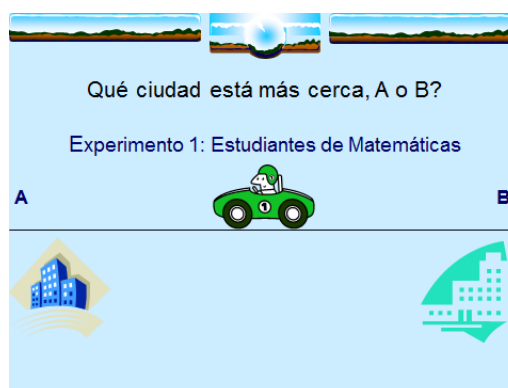 Qué ciudad está más cerca, A o B?
Experimento 1: Estudiantes de Matemáticas
A
B
1